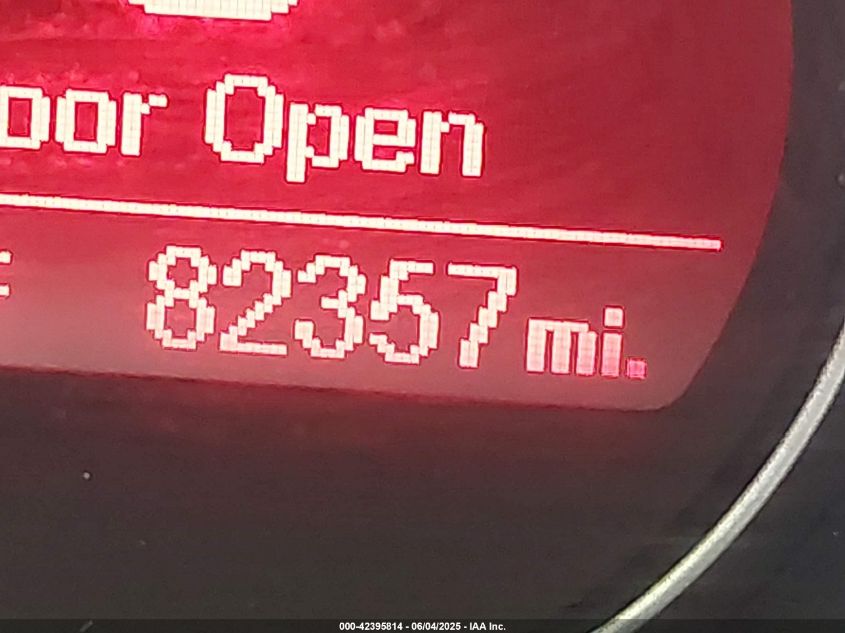 oor Open
82357 mi.
000-42395814 - 06/04/2025 - IAA Inc.